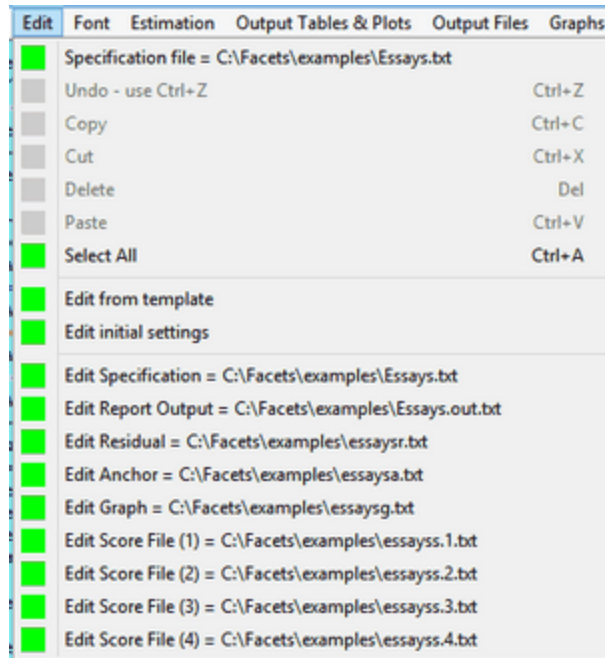 Edit Font Estimation Output Tables & Plots Output Files Graphs
Specification file = C:\Facets\examples\Essays.txt
Undo - use Ctrl+Z Ctrl+Z
Copy Ctrl+C
Cut Ctrl+X
Delete Del
Paste Ctrl+V
Select All Ctrl+A
Edit from template
Edit initial settings
Edit Specification = C:\Facets\examples\Essays.txt
Edit Report Output = C:\Facets\examples\Essays.out.txt
Edit Residual = C:\Facets\examples\essaysr.txt
Edit Anchor = C:\Facets\examples\essaysa.txt
Edit Graph = C:\Facets\examples\essaysg.txt
Edit Score File (1) = C:\Facets\examples\essayss.1.txt
Edit Score File (2) = C:\Facets\examples\essayss.2.txt
Edit Score File (3) = C:\Facets\examples\essayss.3.txt
Edit Score File (4) = C:\Facets\examples\essayss.4.txt